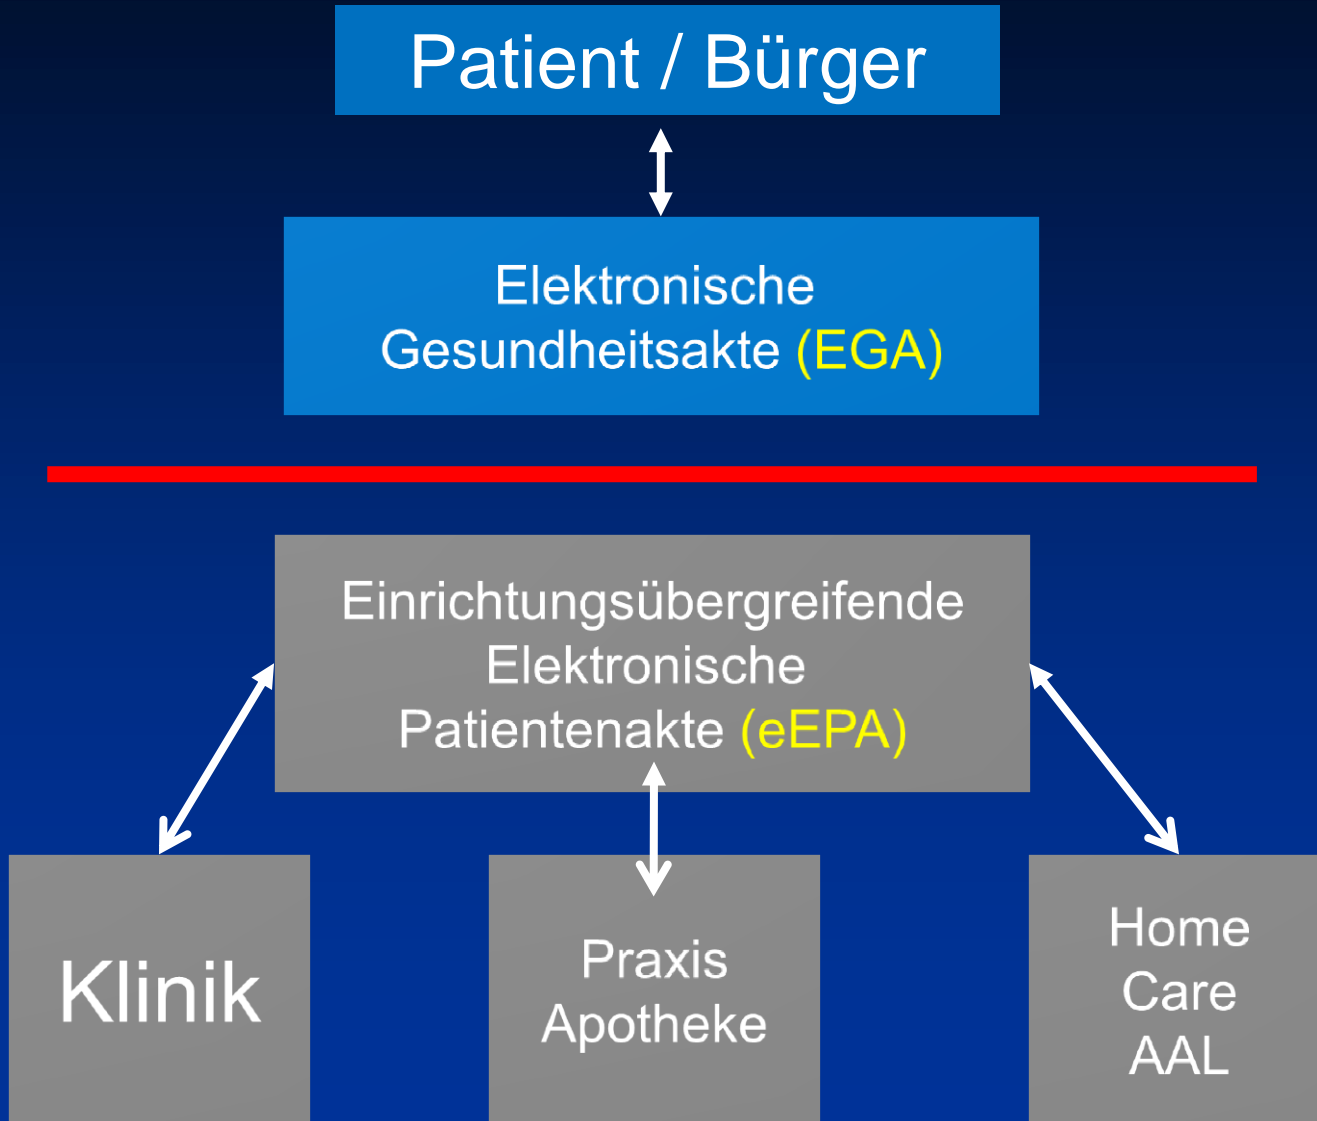 Patient / Bürger
Elektronische
Gesundheitsakte (EGA)
Einrichtungsübergreifende
Elektronische
Patientenakte (eEPA)
Klinik
Praxis
Apotheke
Home
Care
AAL